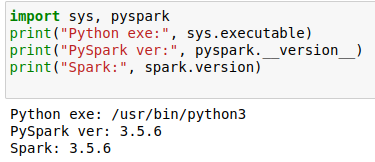 import sys, pyspark
print("Python exe:", sys.executable)
print("PySpark ver:", pyspark.__version__)
print("Spark:", spark.version)
Python exe: /usr/bin/python3
PySpark ver: 3.5.6
Spark: 3.5.6